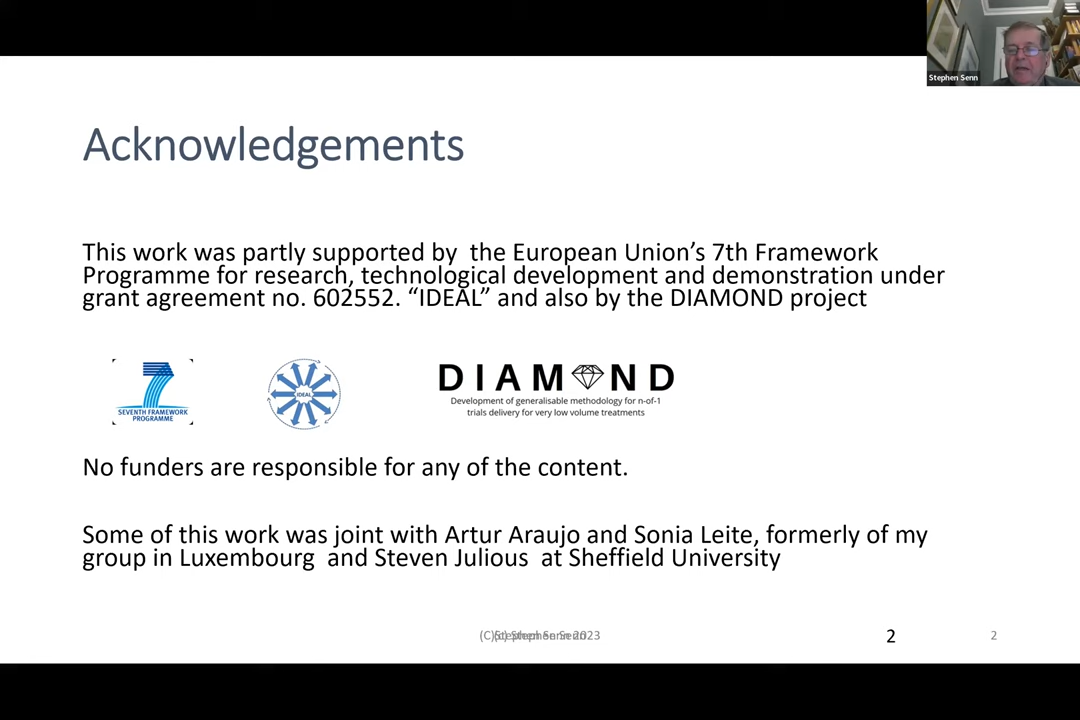 Stephen Senn
Acknowledgements
This work was partly supported by the European Union’s 7th Framework
Programme for research, technological development and demonstration under
grant agreement no. 602552. “IDEAL” and also by the DIAMOND project
7
SEVENTH FRAMEWORK
PROGRAMME
IDEAL
DIAMOND
Development of generalisable methodology for n-of-1
trials delivery for very low volume treatments
No funders are responsible for any of the content.
Some of this work was joint with Artur Araujo and Sonia Leite, formerly of my
group in Luxembourg and Steven Julious at Sheffield University
2
2